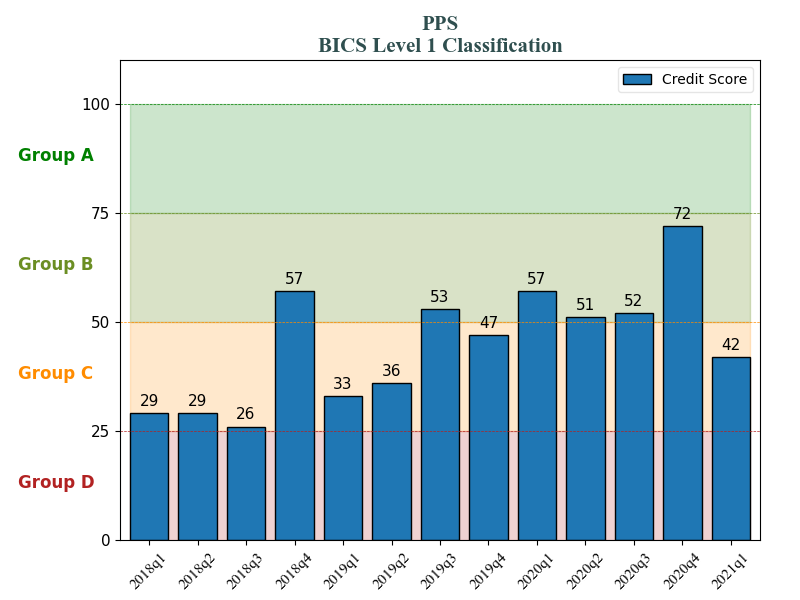 PPS
BICS Level 1 Classification
Credit Score
100
Group A
75
72
Group B
57
57
53
52
51
50
47
42
Group C
36
33
29
29
26
25
Group D
0
2018q1
2018q2
2018q3
2018q4
2019q1
2019q2
2019q3
2019q4
2020q1
2020q2
2020q3
2020q4
2021q1